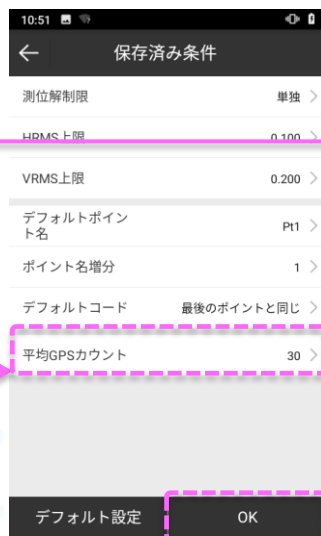 10:51
保存済み条件
測位解制限 単独
HRMS上限 0.100
VRMS上限 0.200
デフォルトポイン
ト名 Pt1
ポイント名増分 1
デフォルトコード 最後のポイントと同じ
平均GPSカウント 30
デフォルト設定 OK